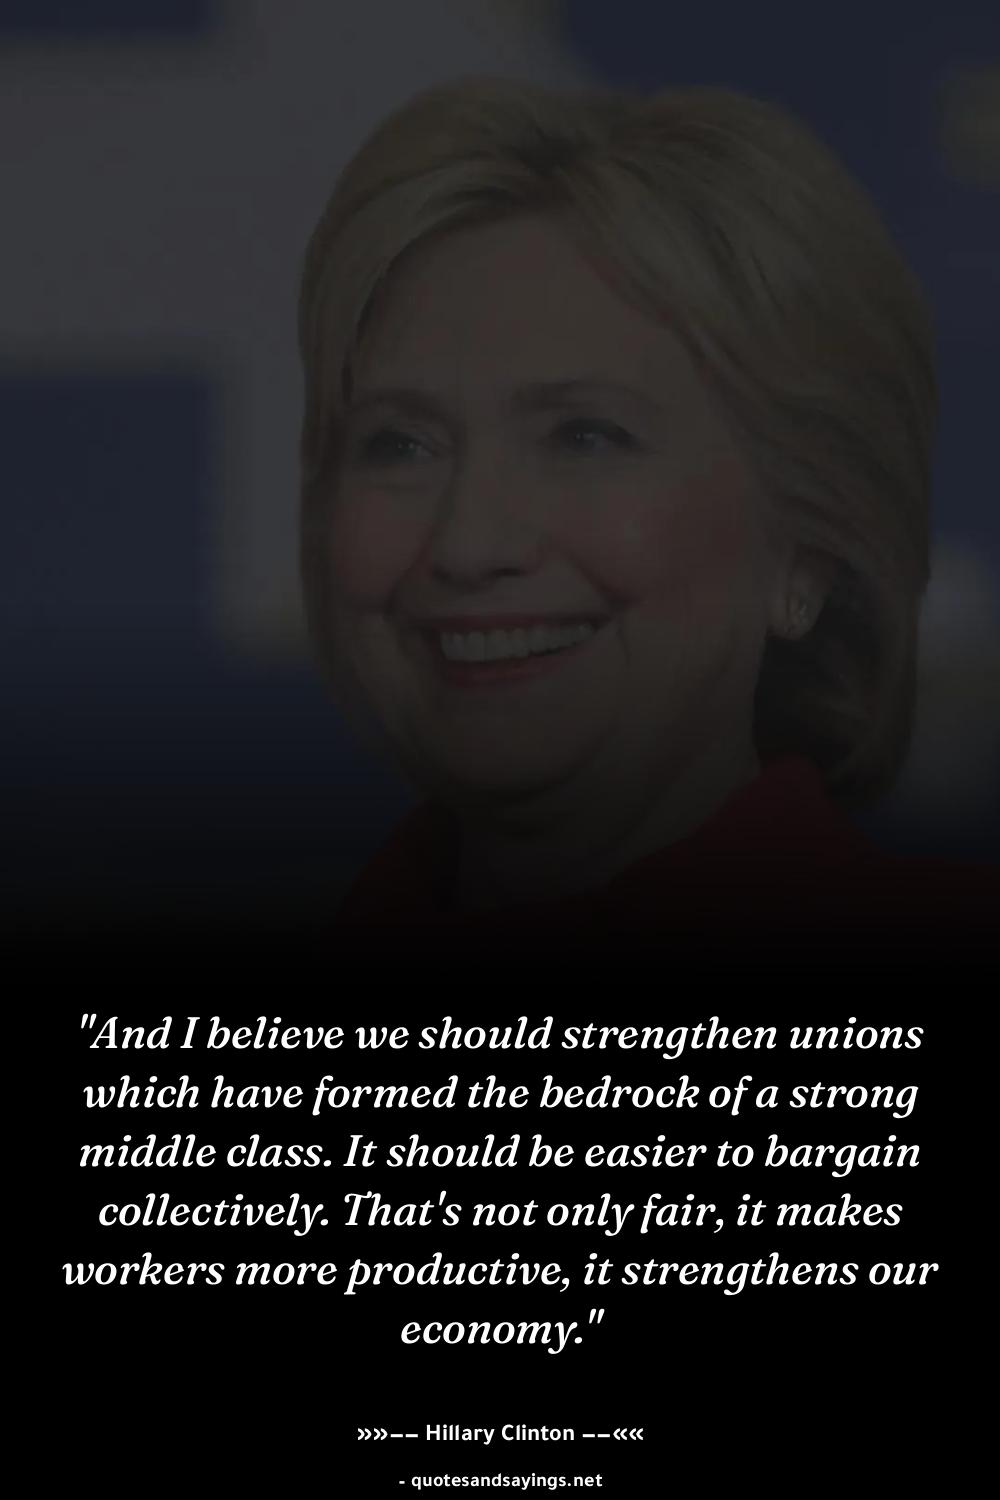 "And I believe we should strengthen unions
which have formed the bedrock of a strong
middle class. It should be easier to bargain
collectively. That's not only fair, it makes
workers more productive, it strengthens our
economy."
»»−− Hillary Clinton −−««
- quotesandsayings.net